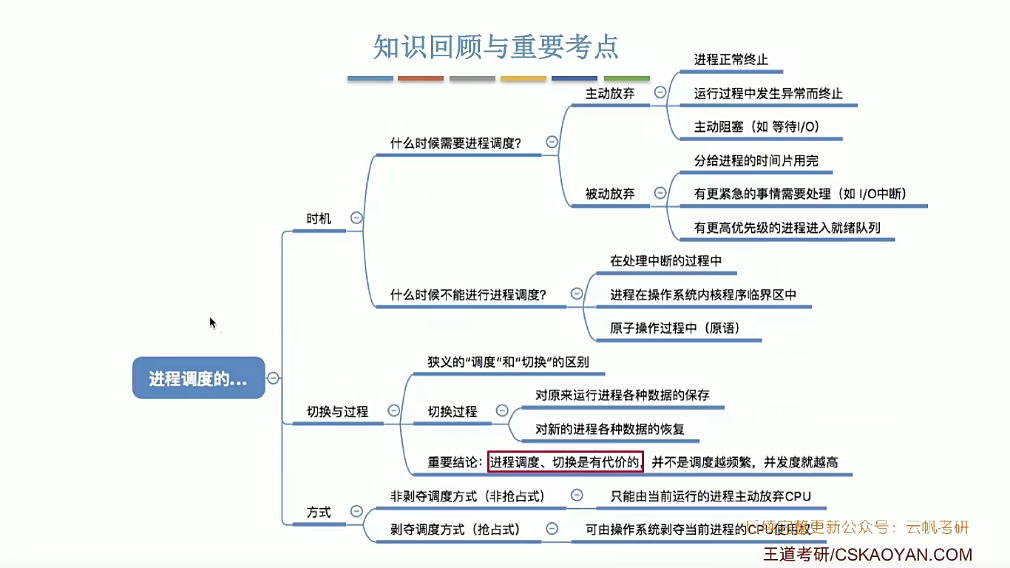 知识回顾与重要考点
进程调度的...
时机
什么时候需要进程调度？
主动放弃
进程正常终止
运行过程中发生异常而终止
主动阻塞（如 等待I/O）
被动放弃
分给进程的时间片用完
有更紧急的事情需要处理（如 I/O中断）
有更高优先级的进程进入就绪队列
什么时候不能进行进程调度？
在处理中断的过程中
进程在操作系统内核程序临界区中
原子操作过程中（原语）
切换与过程
狭义的“调度”和“切换”的区别
切换过程
对原来运行进程各种数据的保存
对新的进程各种数据的恢复
重要结论：进程调度、切换是有代价的，并不是调度越频繁，并发度就越高
方式
非剥夺调度方式（非抢占式）
只能由当前运行的进程主动放弃CPU
剥夺调度方式（抢占式）
可由操作系统剥夺当前进程的CPU使用权
更新公众号：云帆考研
王道考研/CSKAOYAN.COM